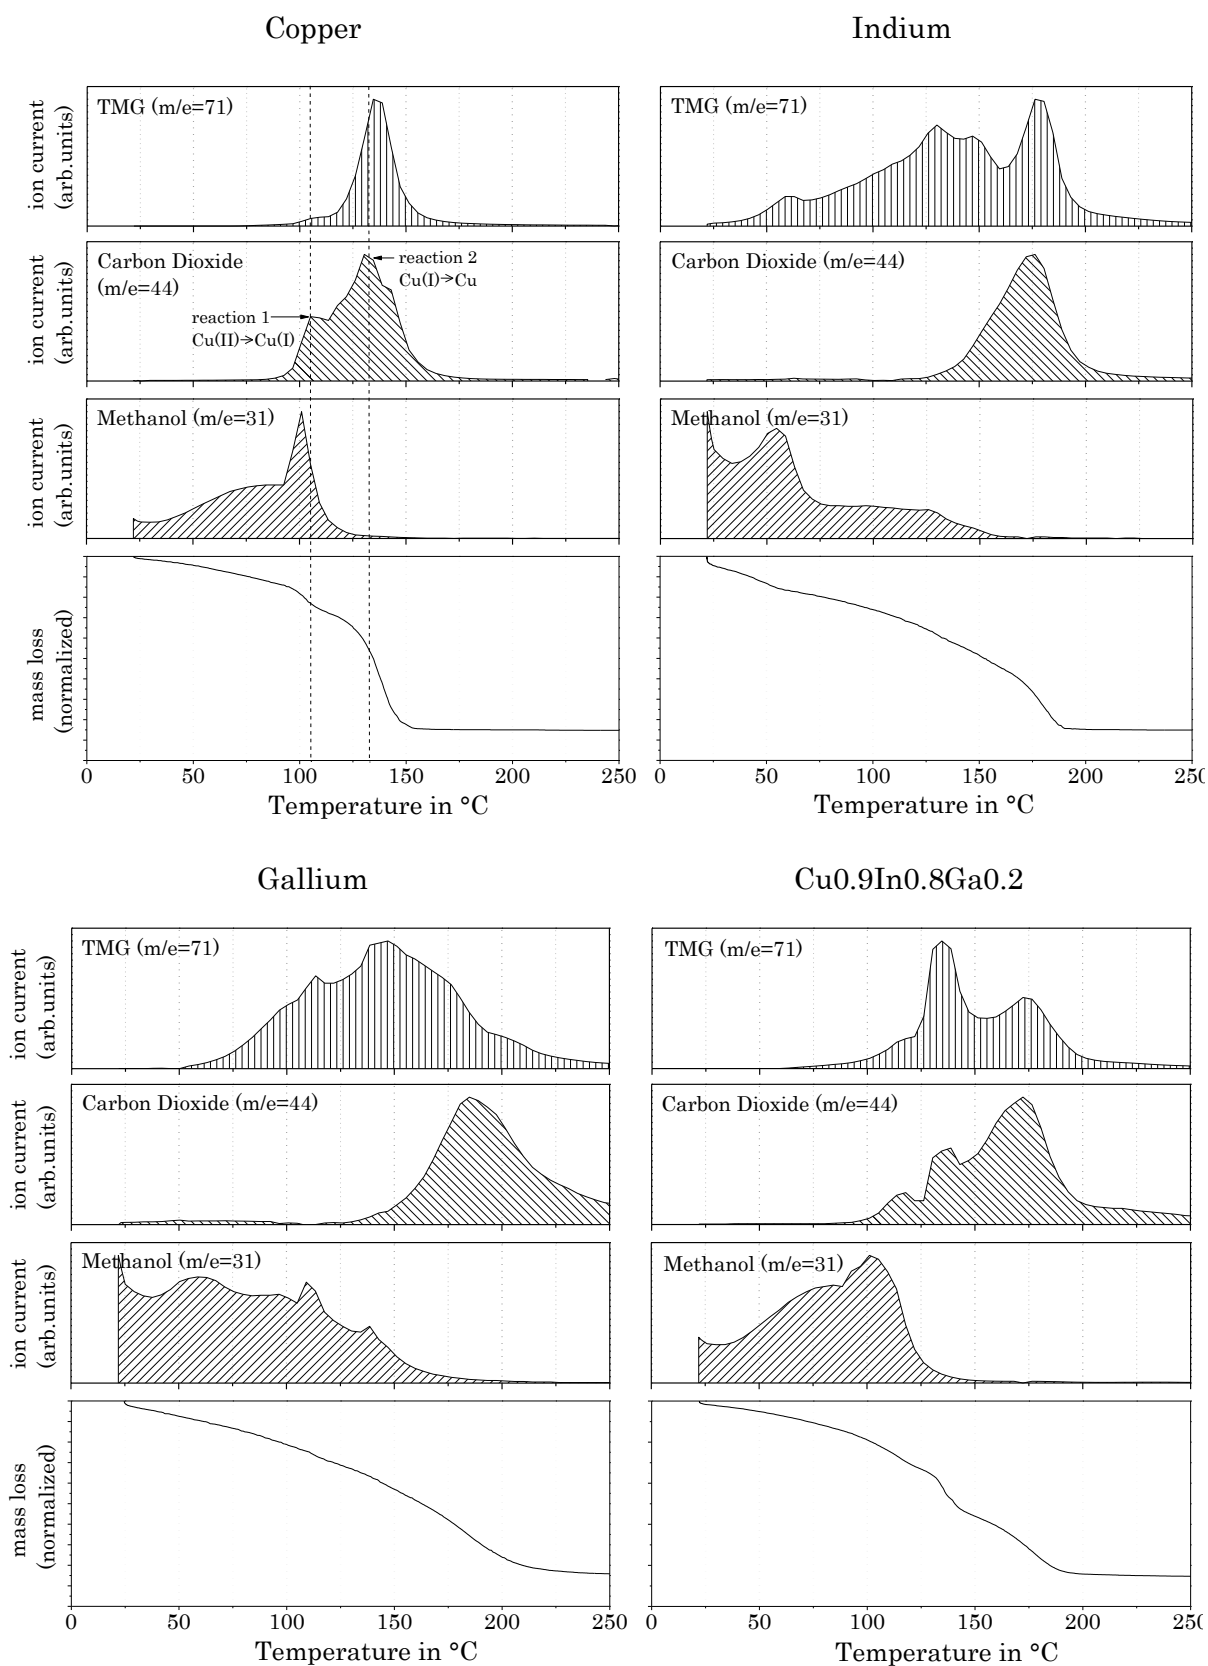 Copper
Indium
ion current
(arb.units)
TMG (m/e=71)
TMG (m/e=71)
ion current
(arb.units)
Carbon Dioxide
(m/e=44)
reaction 2
Cu(I)→Cu
reaction 1
Cu(II)→Cu(I)
Carbon Dioxide (m/e=44)
ion current
(arb.units)
Methanol (m/e=31)
Methanol (m/e=31)
mass loss
(normalized)
0 50 100 150 200 250
0 50 100 150 200 250
Temperature in °C
Temperature in °C
Gallium
Cu0.9In0.8Ga0.2
ion current
(arb.units)
TMG (m/e=71)
TMG (m/e=71)
ion current
(arb.units)
Carbon Dioxide (m/e=44)
Carbon Dioxide (m/e=44)
ion current
(arb.units)
Methanol (m/e=31)
Methanol (m/e=31)
mass loss
(normalized)
0 50 100 150 200 250
0 50 100 150 200 250
Temperature in °C
Temperature in °C